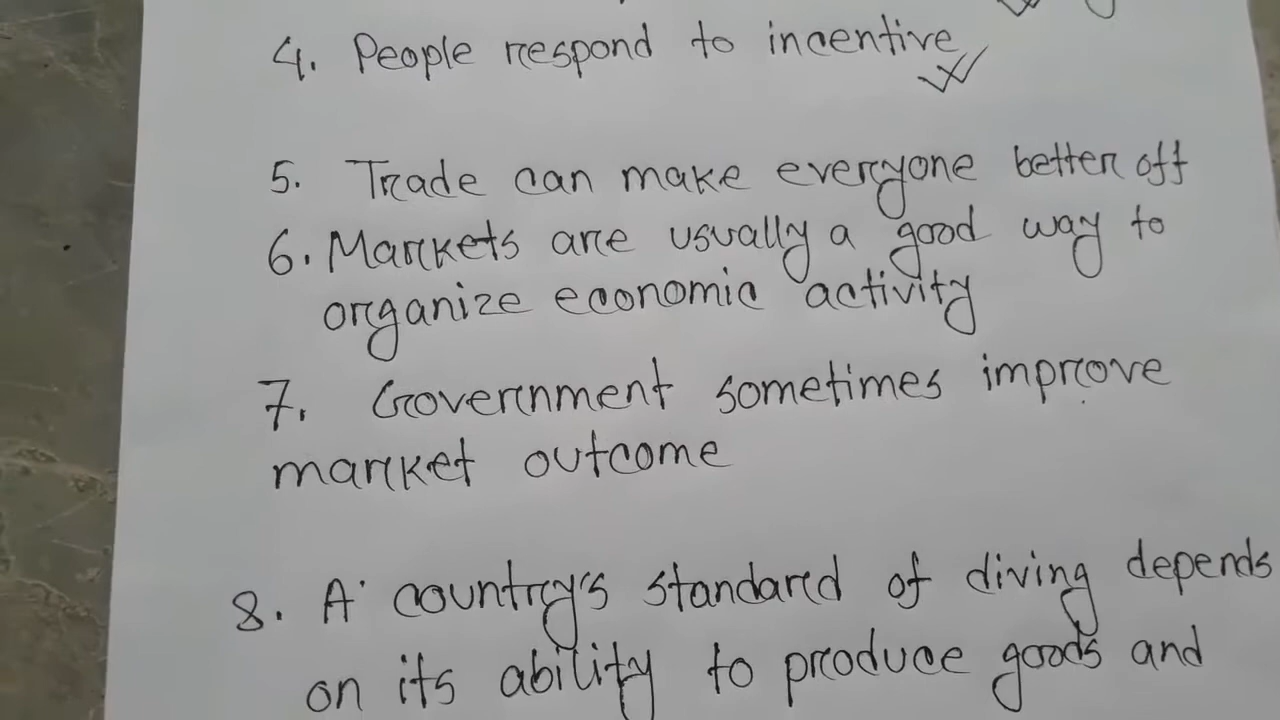 4. People respond to incentive
5. Trade can make everyone better off
6. Markets are usually a good way to
organize economic activity
7. Government sometimes improve
market outcome
8. A country's standard of diving depends
on its ability to produce goods and